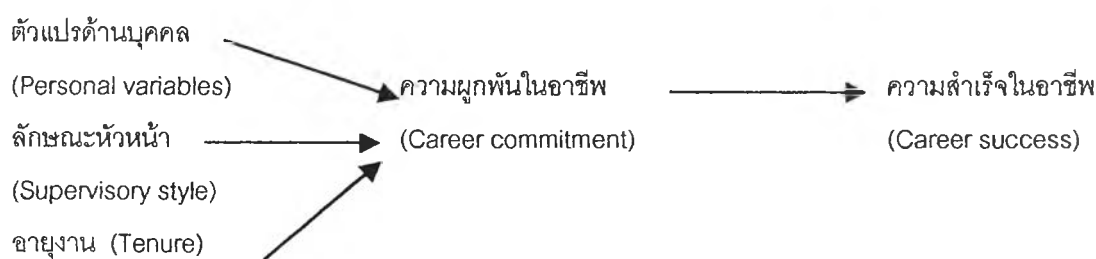 ตัวแปรด้านบุคคล
(Personal variables)
ความผูกพันในอาชีพ
ความสำเร็จในอาชีพ
ลักษณะหัวหน้า
(Career commitment)
(Career success)
(Supervisory style)
อายุงาน (Tenure)